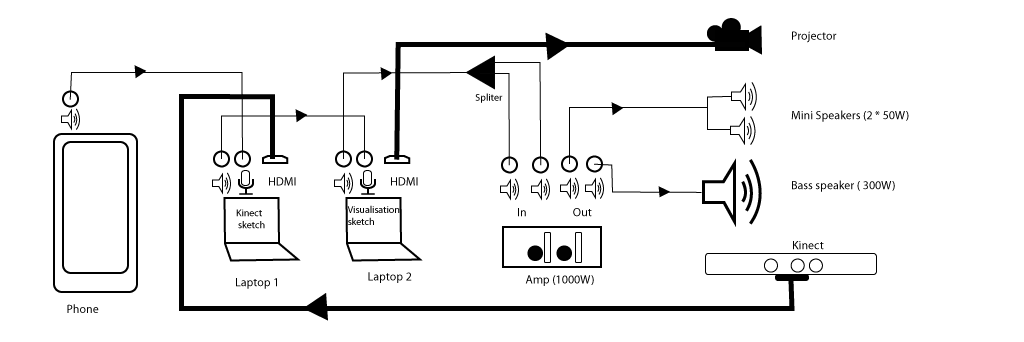 Projector
Spliter
Mini Speakers (2 * 50W)
HDMI
HDMI
Bass speaker ( 300W)
Kinect
sketch
Visualisation
sketch
In
Out
Kinect
Laptop 1
Laptop 2
Amp (1000W)
Phone